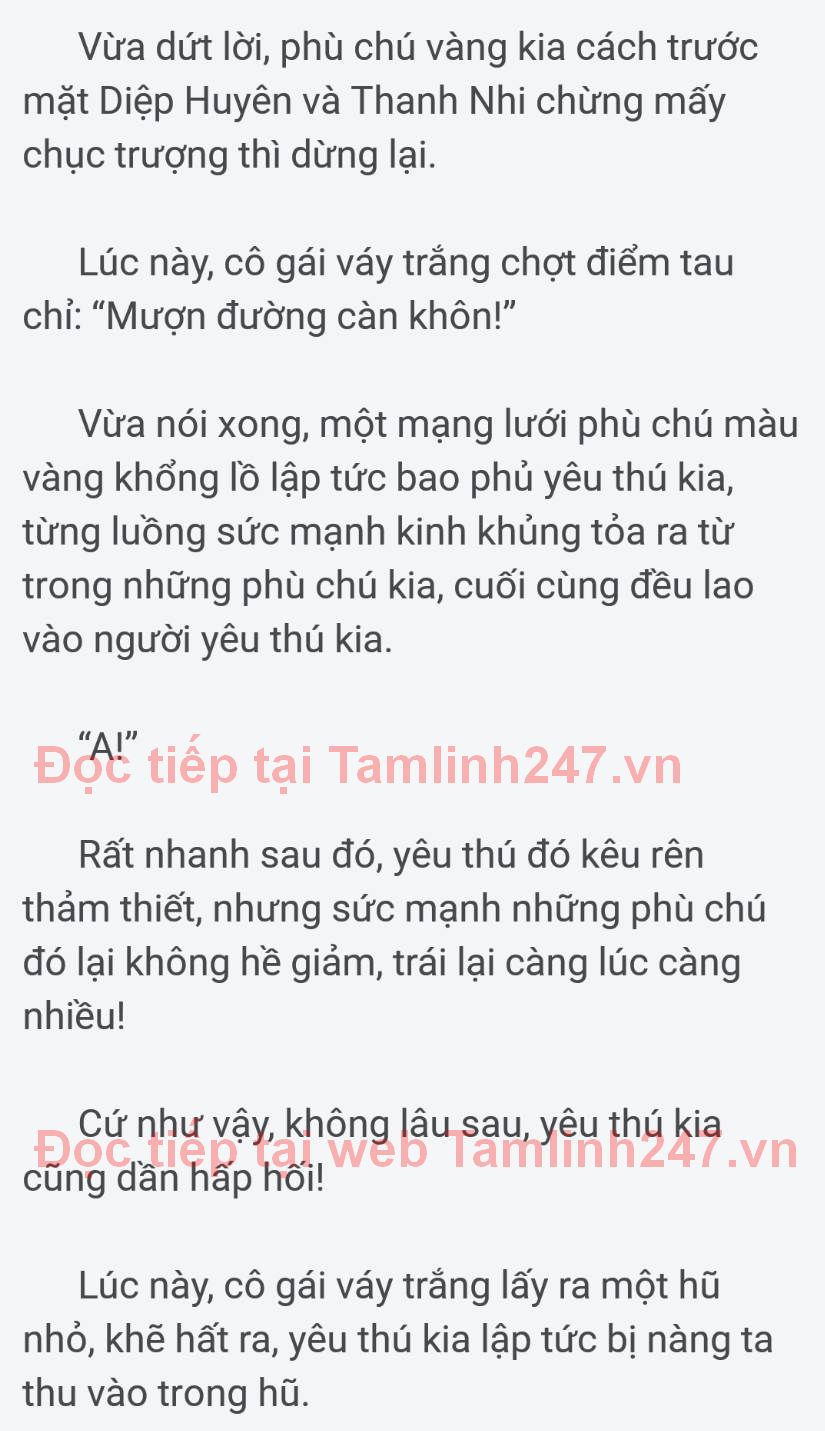 Vừa dứt lời, phù chú vàng kia cách trước
mặt Diệp Huyên và Thanh Nhi chừng mấy
chục trượng thì dừng lại.
Lúc này, cô gái váy trắng chợt điểm tau
chỉ: “Mượn đường càn khôn!”
Vừa nói xong, một mạng lưới phù chú màu
vàng khổng lồ lập tức bao phủ yêu thú kia,
từng luồng sức mạnh kinh khủng tỏa ra từ
trong những phù chú kia, cuối cùng đều lao
vào người yêu thú kia.
“A!”
Đọc tiếp tại Tamlinh247.vn
Rất nhanh sau đó, yêu thú đó kêu rên
thảm thiết, nhưng sức mạnh những phù chú
đó lại không hề giảm, trái lại càng lúc càng
nhiều!
Cứ như vậy, không lâu sau, yêu thú kia
Đọc tiếp tại web Tamlinh247.vn
cũng dần hấp hối!
Lúc này, cô gái váy trắng lấy ra một hũ
nhỏ, khẽ hất ra, yêu thú kia lập tức bị nàng ta
thu vào trong hũ.